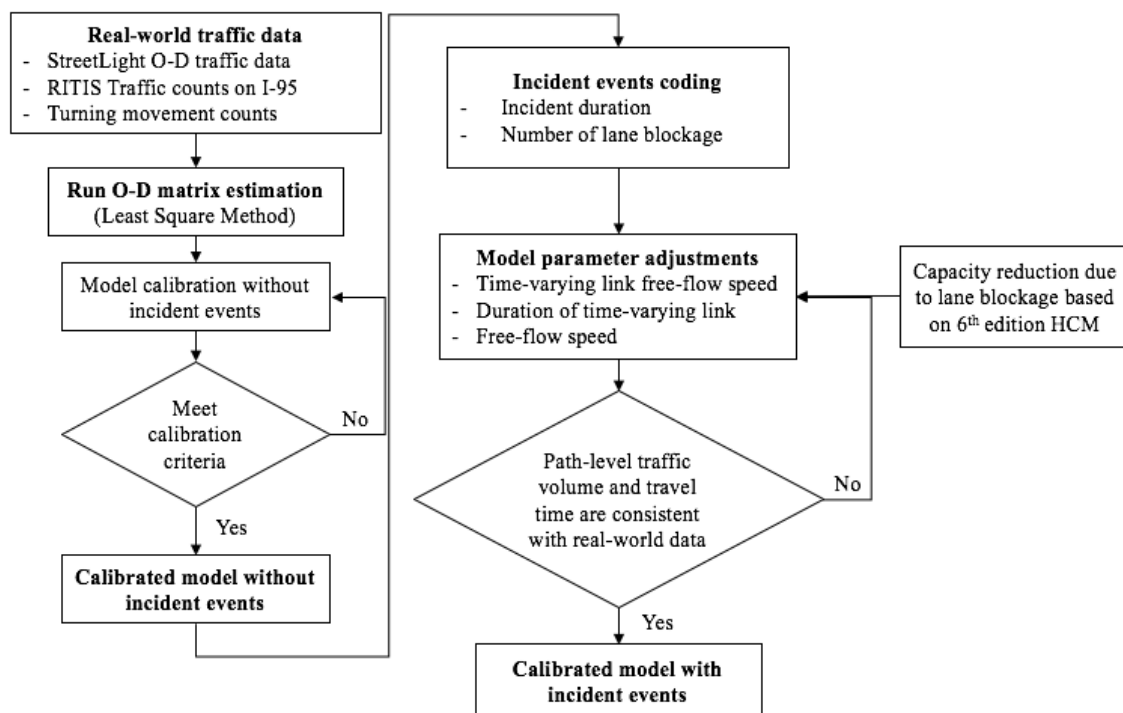 Real-world traffic data
- StreetLight O-D traffic data
- RITIS Traffic counts on I-95
- Turning movement counts
Run O-D matrix estimation
(Least Square Method)
Model calibration without
incident events
Meet
calibration
criteria
No
Yes
Calibrated model without
incident events
Incident events coding
- Incident duration
- Number of lane blockage
Model parameter adjustments
- Time-varying link free-flow speed
- Duration of time-varying link
- Free-flow speed
Capacity reduction due
to lane blockage based
on 6th edition HCM
Path-level traffic
volume and travel
time are consistent
with real-world data
No
Yes
Calibrated model with
incident events